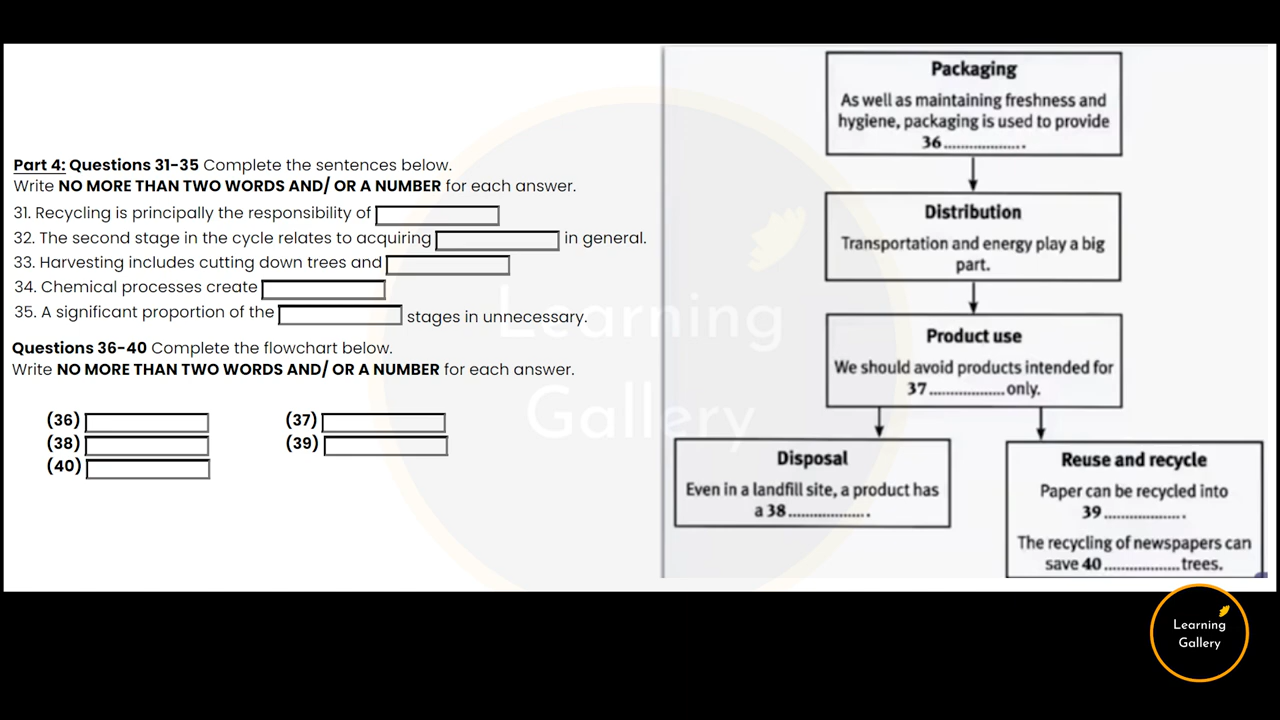 Part 4: Questions 31-35 Complete the sentences below.
Write NO MORE THAN TWO WORDS AND/ OR A NUMBER for each answer.
31. Recycling is principally the responsibility of
32. The second stage in the cycle relates to acquiring in general.
33. Harvesting includes cutting down trees and
34. Chemical processes create
35. A significant proportion of the stages in unnecessary.
Questions 36-40 Complete the flowchart below.
Write NO MORE THAN TWO WORDS AND/ OR A NUMBER for each answer.
(36) (37)
(38) (39)
(40)
Packaging
As well as maintaining freshness and
hygiene, packaging is used to provide
36....................
Distribution
Transportation and energy play a big
part.
Product use
We should avoid products intended for
37...................only.
Disposal
Even in a landfill site, a product has
a 38....................
Reuse and recycle
Paper can be recycled into
39....................
The recycling of newspapers can
save 40...................trees.
Learning
Gallery
Learning
Gallery